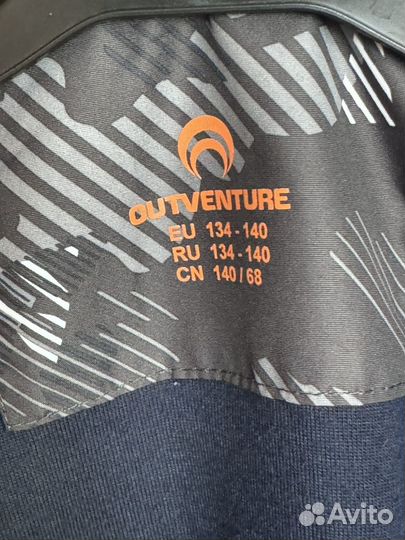 OUTVENTURE
EU 134-140
RU 134-140
CN 140/68
Avito